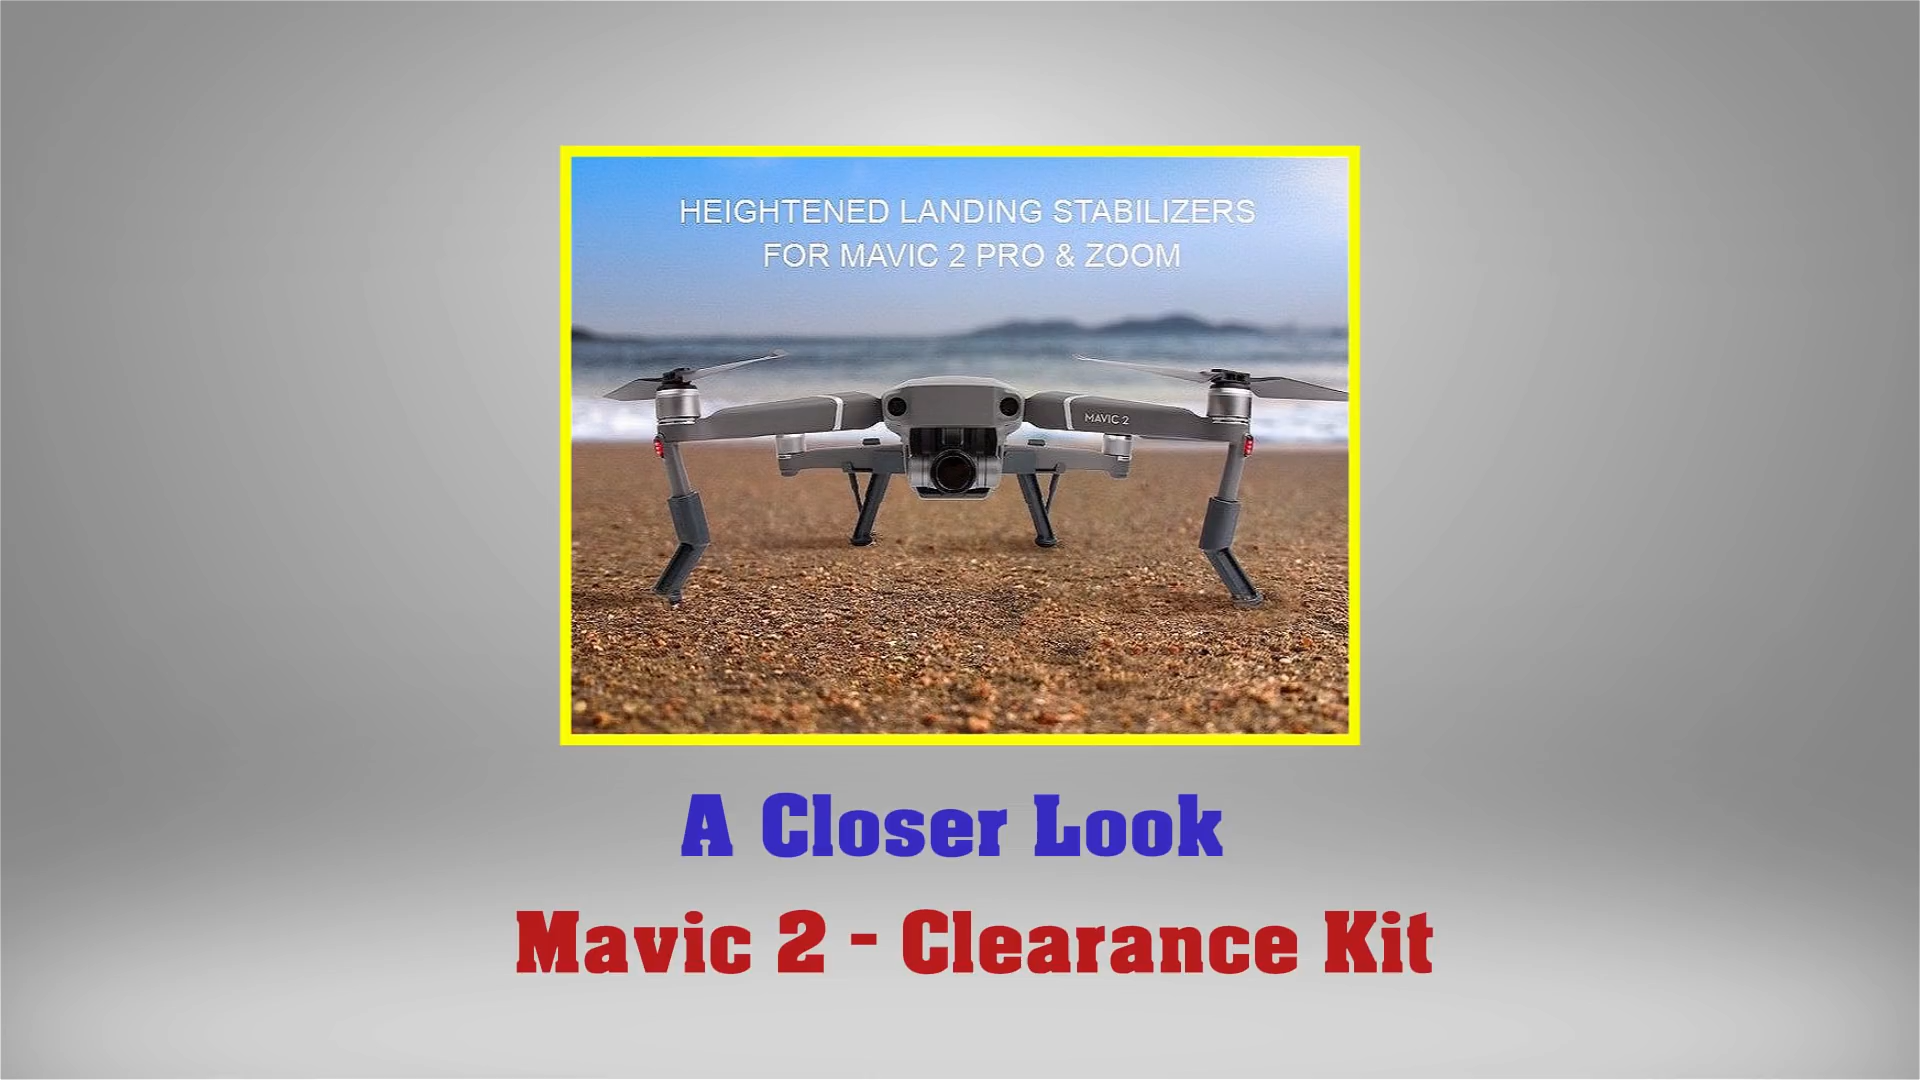 HEIGHTENED LANDING STABILIZERS
FOR MAVIC 2 PRO & ZOOM
MAVIC 2
A Closer Look
Mavic 2 - Clearance Kit